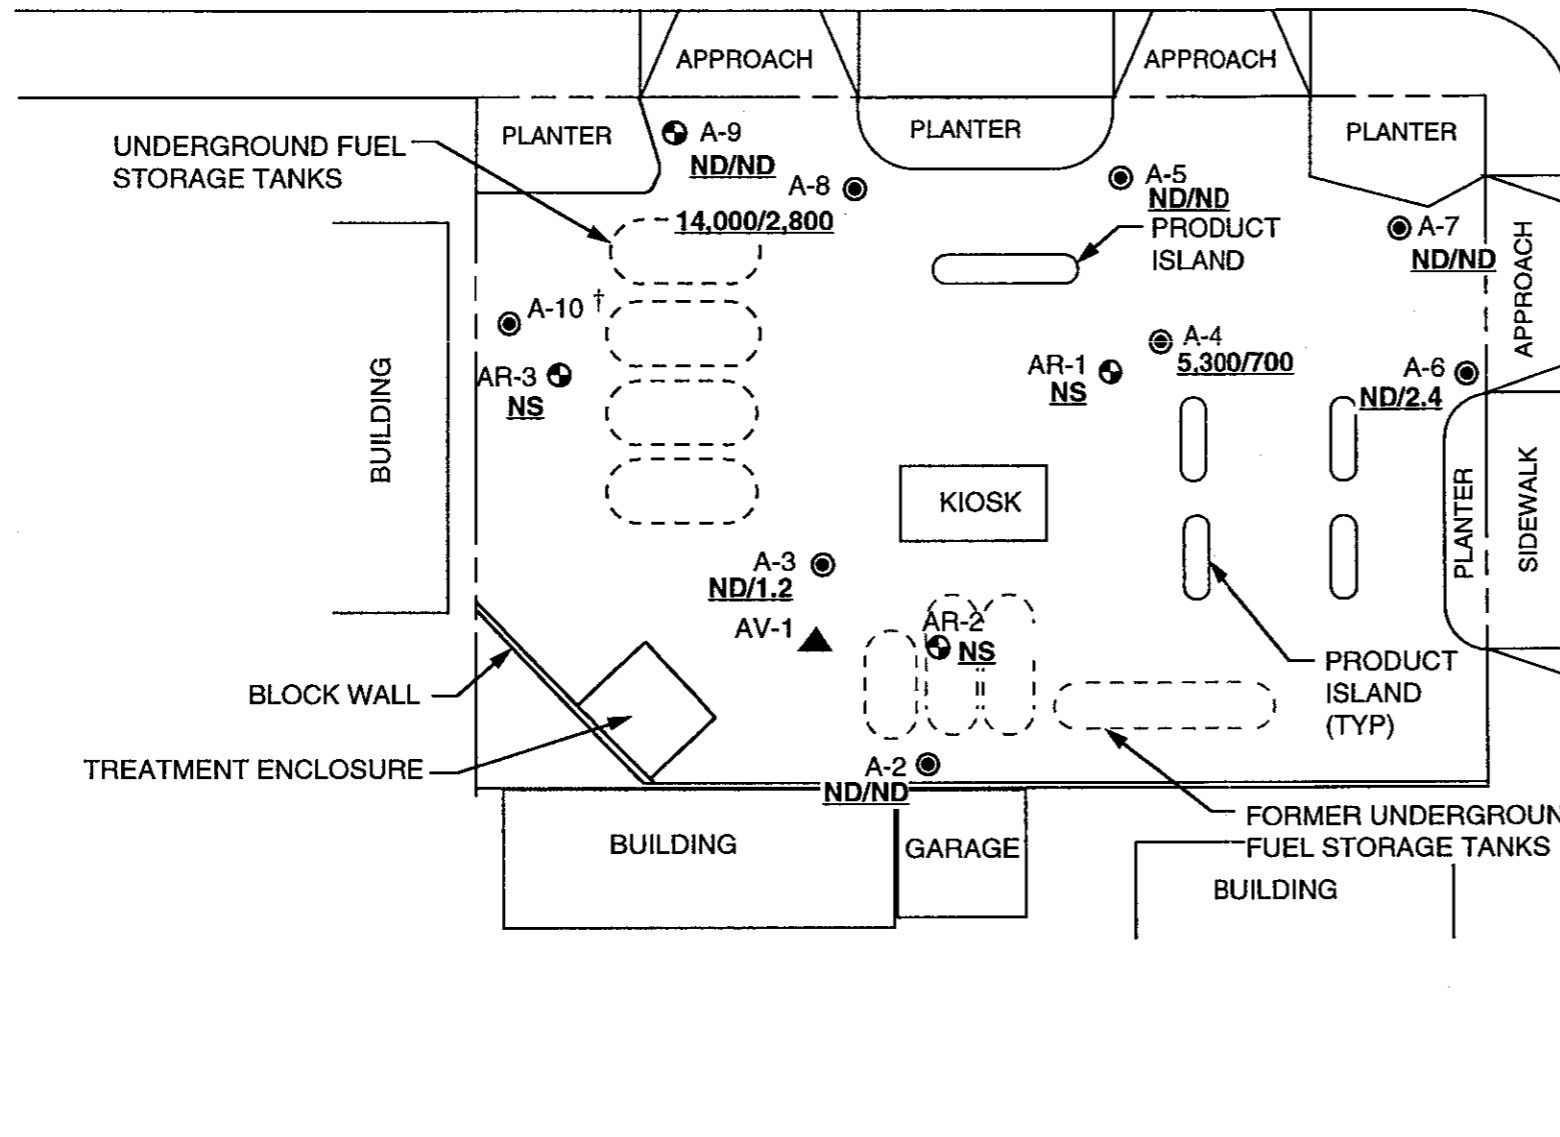 APPROACH
APPROACH
PLANTER
A-9
ND/ND
PLANTER
PLANTER
UNDERGROUND FUEL
STORAGE TANKS
A-8
14,000/2,800
A-5
ND/ND
PRODUCT
ISLAND
A-7
ND/ND
APPROACH
A-10 †
AR-3
NS
BUILDING
AR-1
NS
A-4
5,300/700
A-6
ND/2.4
KIOSK
PLANTER
SIDEWALK
A-3
ND/1.2
AV-1
AR-2
NS
BLOCK WALL
PRODUCT
ISLAND
(TYP)
TREATMENT ENCLOSURE
A-2
ND/ND
FORMER UNDERGROUN
FUEL STORAGE TANKS
BUILDING
GARAGE
BUILDING